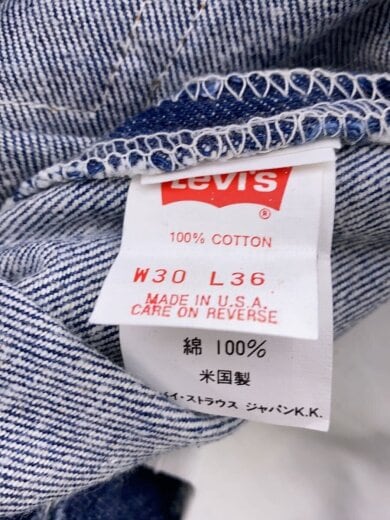 Levi's
®
100% COTTON
W30 L36
MADE IN U.S.A.
CARE ON REVERSE
綿 100%
米国製
イ・ストラウス ジャパンK.K.